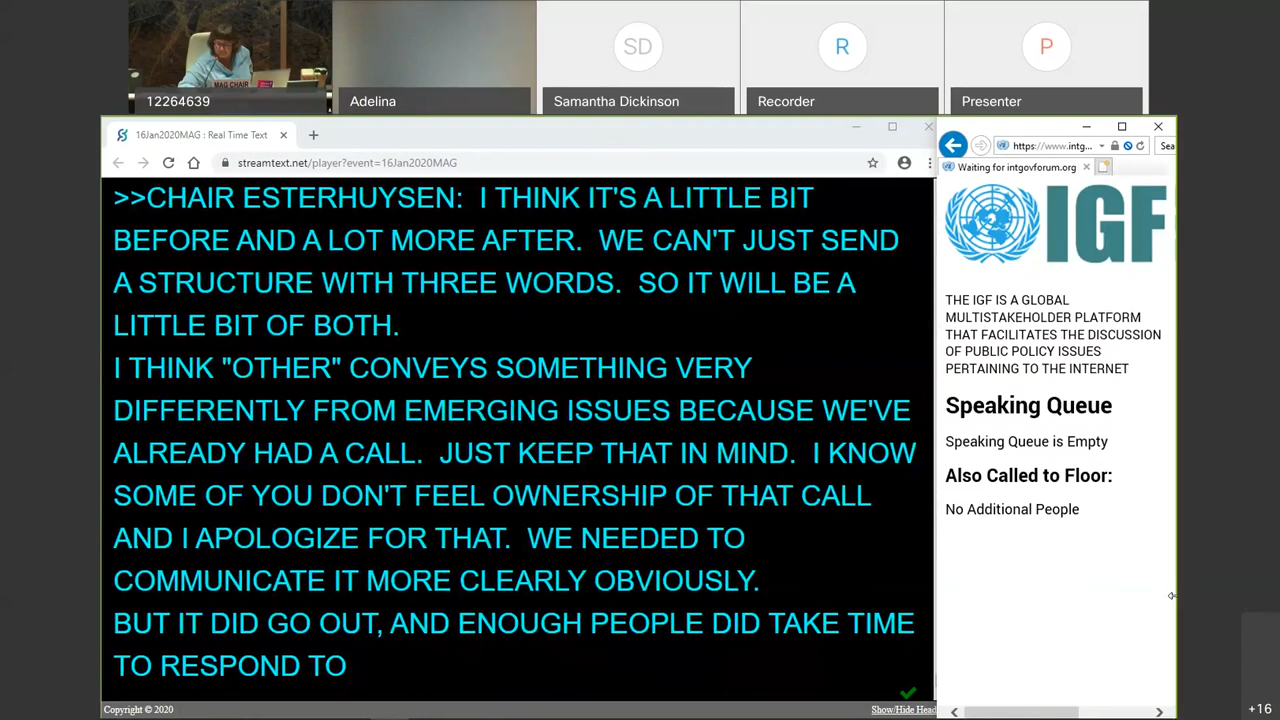 SD
R
P
MAG CHAIR
12264639
Adelina
Samantha Dickinson
Recorder
Presenter
16Jan2020MAG : Real Time Text
streamtext.net/player?event=16Jan2020MAG
>>CHAIR ESTERHUYSEN: I THINK IT'S A LITTLE BIT
BEFORE AND A LOT MORE AFTER. WE CAN'T JUST SEND
A STRUCTURE WITH THREE WORDS. SO IT WILL BE A
LITTLE BIT OF BOTH.
I THINK "OTHER" CONVEYS SOMETHING VERY
DIFFERENTLY FROM EMERGING ISSUES BECAUSE WE'VE
ALREADY HAD A CALL. JUST KEEP THAT IN MIND. I KNOW
SOME OF YOU DON'T FEEL OWNERSHIP OF THAT CALL
AND I APOLOGIZE FOR THAT. WE NEEDED TO
COMMUNICATE IT MORE CLEARLY OBVIOUSLY.
BUT IT DID GO OUT, AND ENOUGH PEOPLE DID TAKE TIME
TO RESPOND TO
Copyright © 2020
Show/Hide Head
https://www.intg...
Sea
Waiting for intgovforum.org
IGF
THE IGF IS A GLOBAL
MULTISTAKEHOLDER PLATFORM
THAT FACILITATES THE DISCUSSION
OF PUBLIC POLICY ISSUES
PERTAINING TO THE INTERNET
Speaking Queue
Speaking Queue is Empty
Also Called to Floor:
No Additional People
+16